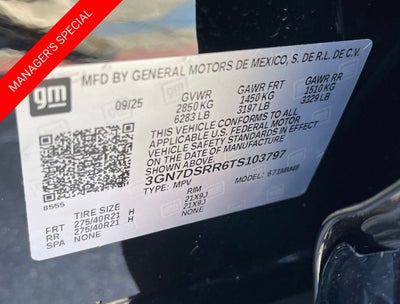 MANAGER'S SPECIAL
gm
MFD BY GENERAL MOTORS DE MEXICO, S. DE R.L. DE C.V.
09/25 GVWR GAWR FRT GAWR RR
2850 KG 1450 KG 1510 KG
6283 LB 3197 LB 3329 LB
THIS VEHICLE CONFORMS TO ALL
APPLICABLE U.S. FEDERAL MOTOR
VEHICLE SAFETY STANDARDS IN EFFECT
ON THE DATE OF MANUFACTURE
SHOWN ABOVE.
3GN7DSRR6TS103797
TYPE: MPV
8555
TIRE SIZE RIM
FRT 275/40R21 H 21X9J
RR 275/40R21 H 21X9J
SPA NONE NONE